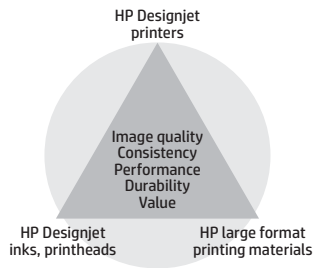 HP Designjet
printers
Image quality
Consistency
Performance
Durability
Value
HP Designjet
inks, printheads
HP large format
printing materials